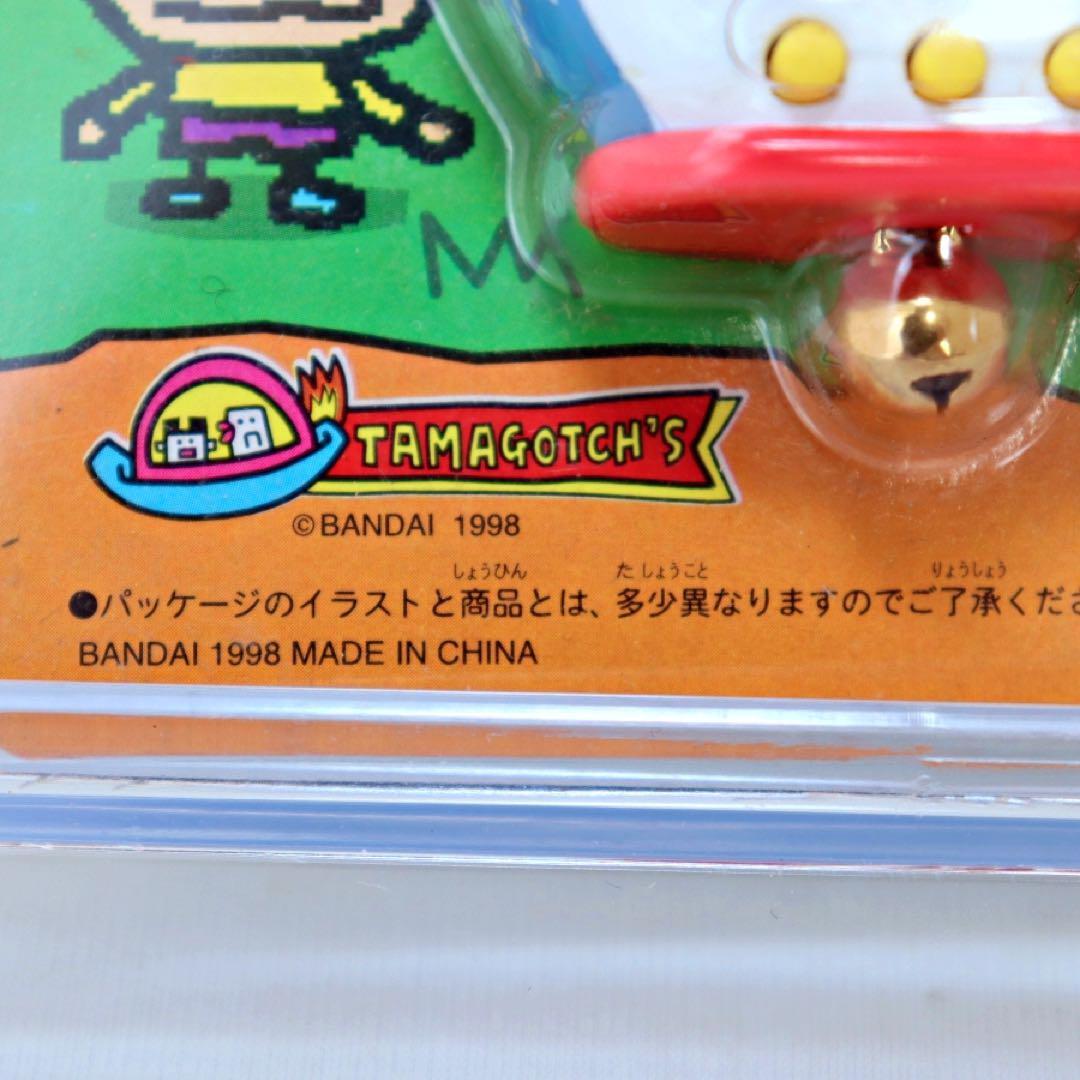 TAMAGOTCH'S
©BANDAI 1998
しょうひん たしょうこと りょうしょう
●パッケージのイラストと商品とは、多少異なりますのでご了承くださ
BANDAI 1998 MADE IN CHINA